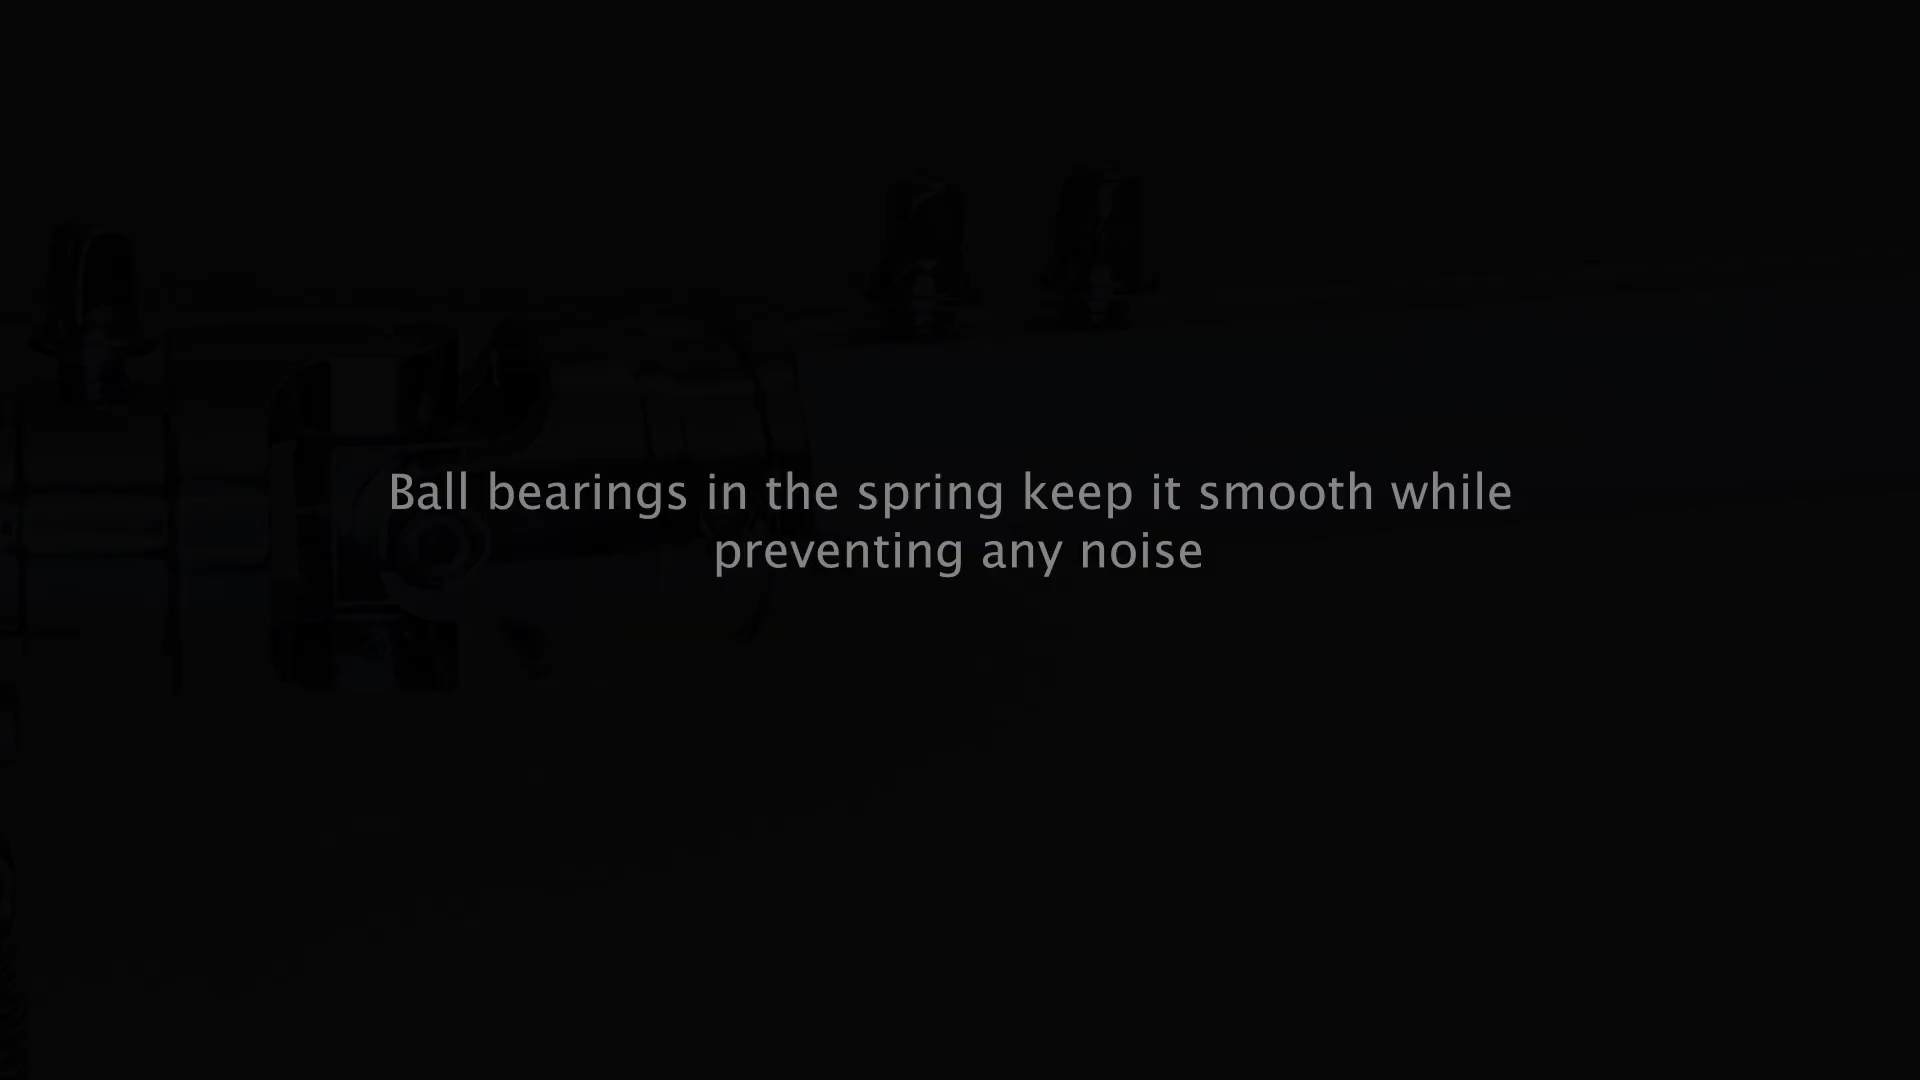 Ball bearings in the spring keep it smooth while
preventing any noise